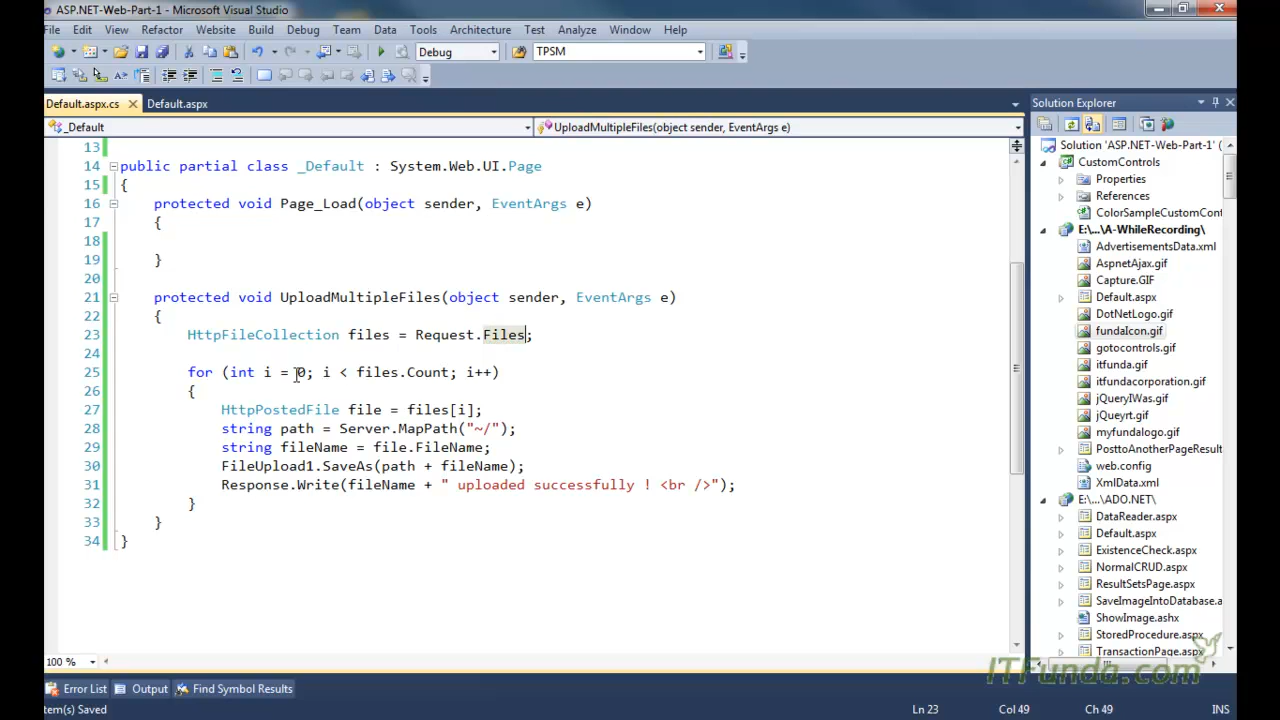 ASP.NET-Web-Part-1 - Microsoft Visual Studio
File Edit View Refactor Website Build Debug Team Data Tools Architecture Test Analyze Window Help
Debug TPSM
Default.aspx.cs Default.aspx
_Default UploadMultipleFiles(object sender, EventArgs e)
13
14 public partial class _Default : System.Web.UI.Page
15 {
16 protected void Page_Load(object sender, EventArgs e)
17 {
18
19 }
20
21 protected void UploadMultipleFiles(object sender, EventArgs e)
22 {
23 HttpFileCollection files = Request.Files;
24
25 for (int i = 0; i < files.Count; i++)
26 {
27 HttpPostedFile file = files[i];
28 string path = Server.MapPath("~/");
29 string fileName = file.FileName;
30 FileUpload1.SaveAs(path + fileName);
31 Response.Write(fileName + " uploaded successfully ! <br />");
32 }
33 }
34 }
100 %
Error List Output Find Symbol Results
tem(s) Saved Ln 23 Col 49 Ch 49 INS
Solution Explorer
Solution 'ASP.NET-Web-Part-1' (
CustomControls
Properties
References
ColorSampleCustomCont
E:\...\A-WhileRecording\
AdvertisementsData.xml
AspnetAjax.gif
Capture.GIF
Default.aspx
DotNetLogo.gif
fundaIcon.gif
gotocontrols.gif
itfunda.gif
itfundacorporation.gif
jQueryIWas.gif
jQueyrt.gif
myfundalogo.gif
PosttoAnotherPageResult
web.config
XmlData.xml
E:\...\ADO.NET\
DataReader.aspx
Default.aspx
ExistenceCheck.aspx
NormalCRUD.aspx
ResultSetsPage.aspx
SaveImageIntoDatabase.a
ShowImage.ashx
StoredProcedure.aspx
TransactionPage.aspx
ITFunda.com